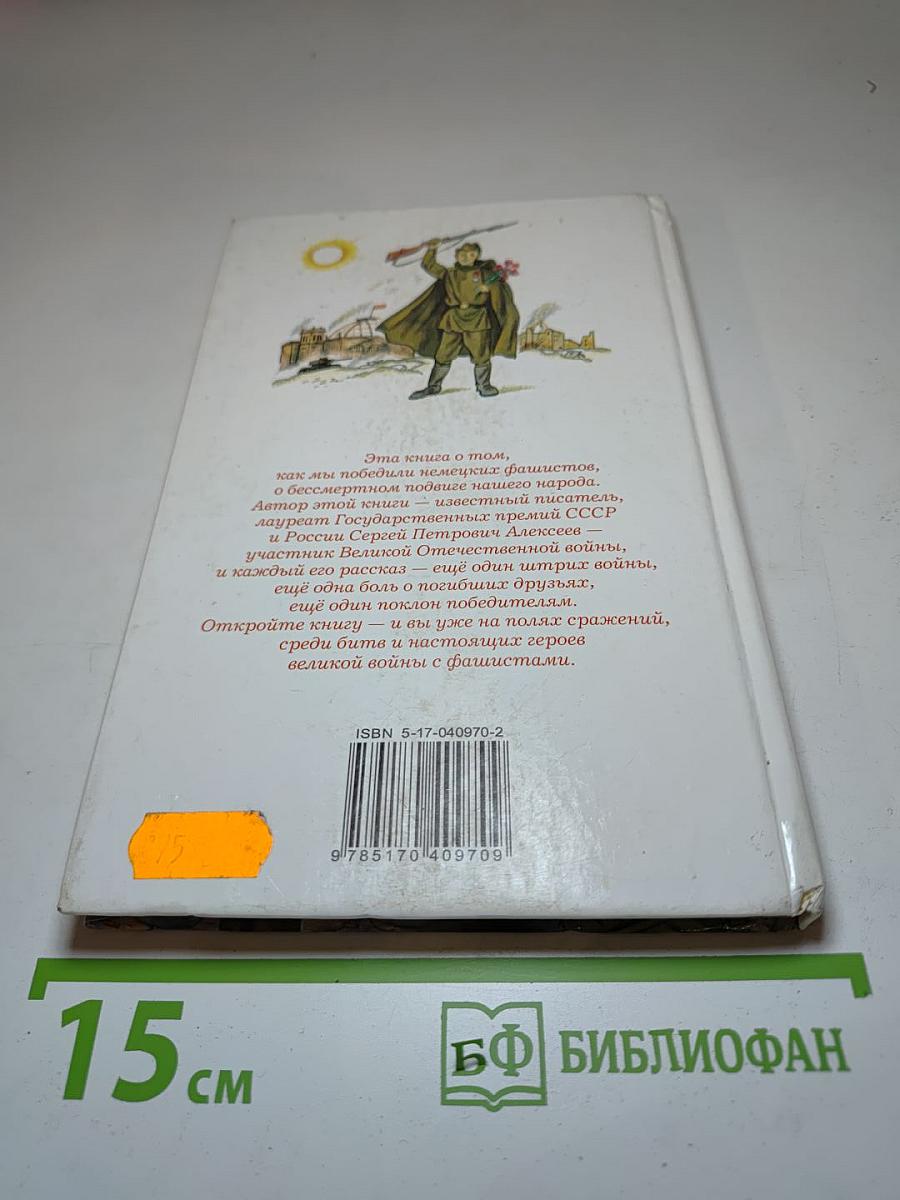 Эта книга о том,
как мы победили немецких фашистов,
о бессмертном подвиге нашего народа.
Автор этой книги — известный писатель,
лауреат Государственных премий СССР
и России Сергей Петрович Алексеев —
участник Великой Отечественной войны,
и каждый его рассказ — ещё один штрих войны,
ещё одна боль о погибших друзьях,
ещё один поклон победителям.
Откройте книгу — и вы уже на полях сражений,
среди битв и настоящих героев
великой войны с фашистами.
ISBN 5-17-040970-2
9 785170 409709
15 см
БФ БИБЛИОФАН